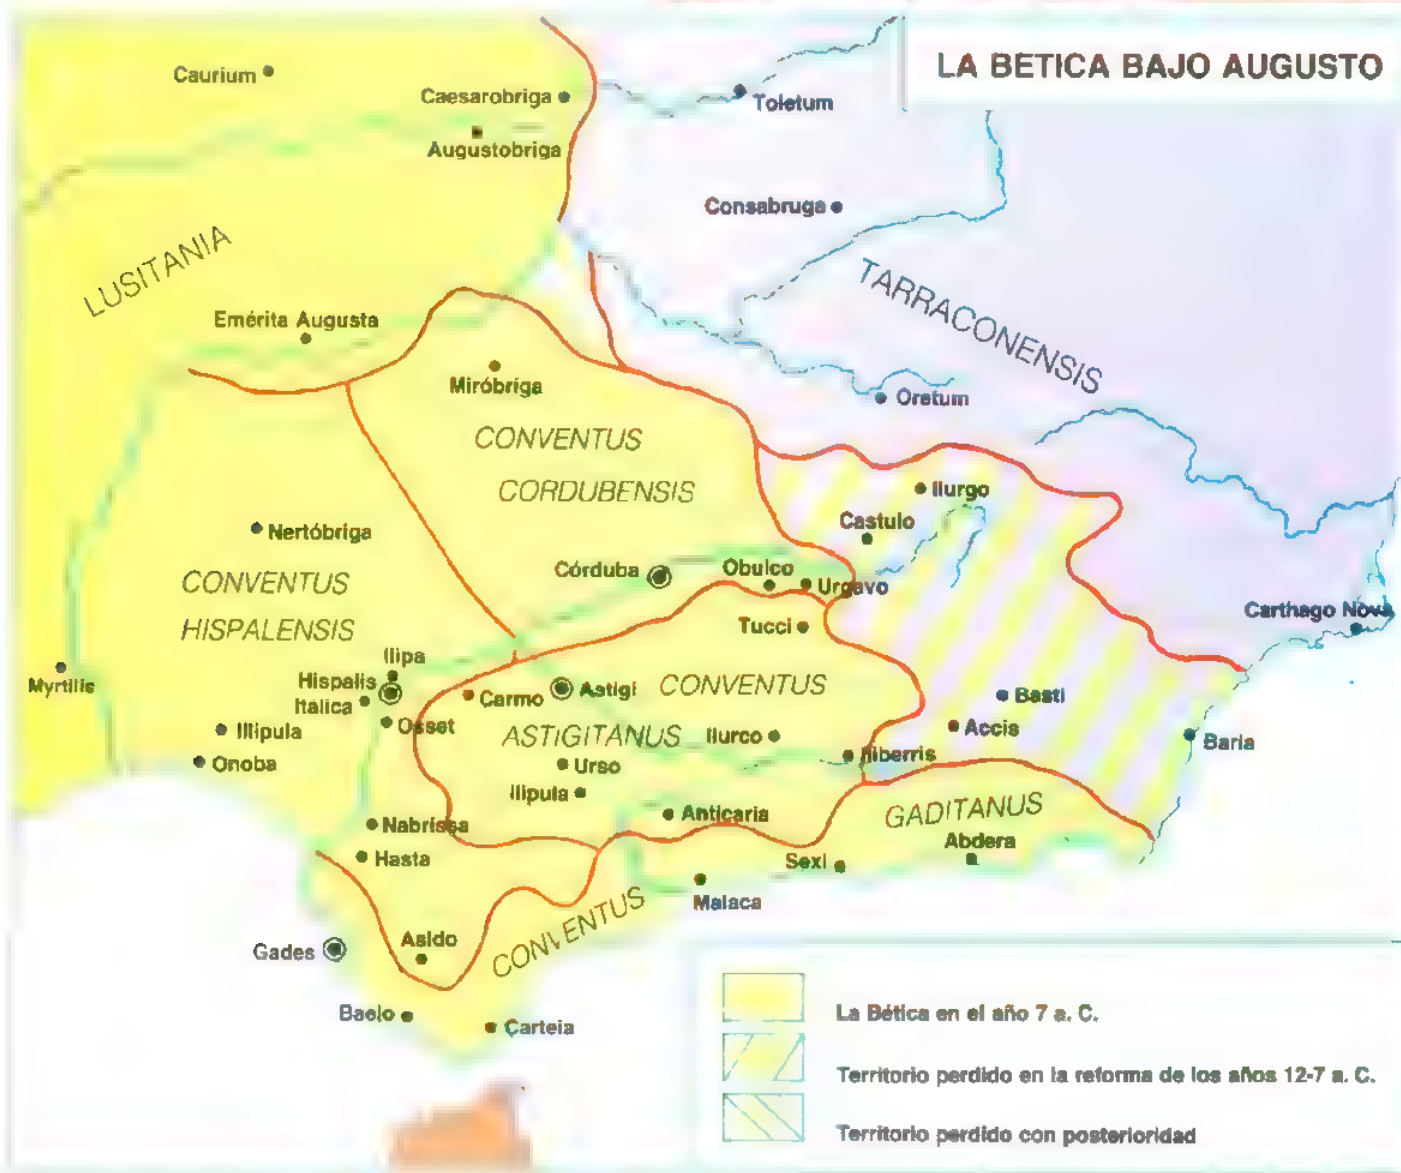 LA BETICA BAJO AUGUSTO
Caurium
Caesarobriga
Augustobriga
Toletum
Consabruga
LUSITANIA
TARRACONENSIS
Emérita Augusta
Miróbriga
Oretum
CONVENTUS
CORDUBENSIS
Ilurgo
Castulo
Nertóbriga
CONVENTUS
HISPALENSIS
Córduba
Obulco
Urgavo
Tucci
Carthago Nova
Myrtilis
Ilipa
Hispalis
Italica
Osset
Carmo
Astigi
CONVENTUS
ASTIGITANUS
Ilurco
Basti
Accis
Baria
Illipula
Onoba
Urso
Ilipula
Iliberris
Anticaria
GADITANUS
Abdera
Nabrissa
Hasta
Sexi
Malaca
CONVENTUS
Gades
Asido
Baelo
Carteia
La Bética en el año 7 a. C.
Territorio perdido en la reforma de los años 12-7 a. C.
Territorio perdido con posterioridad